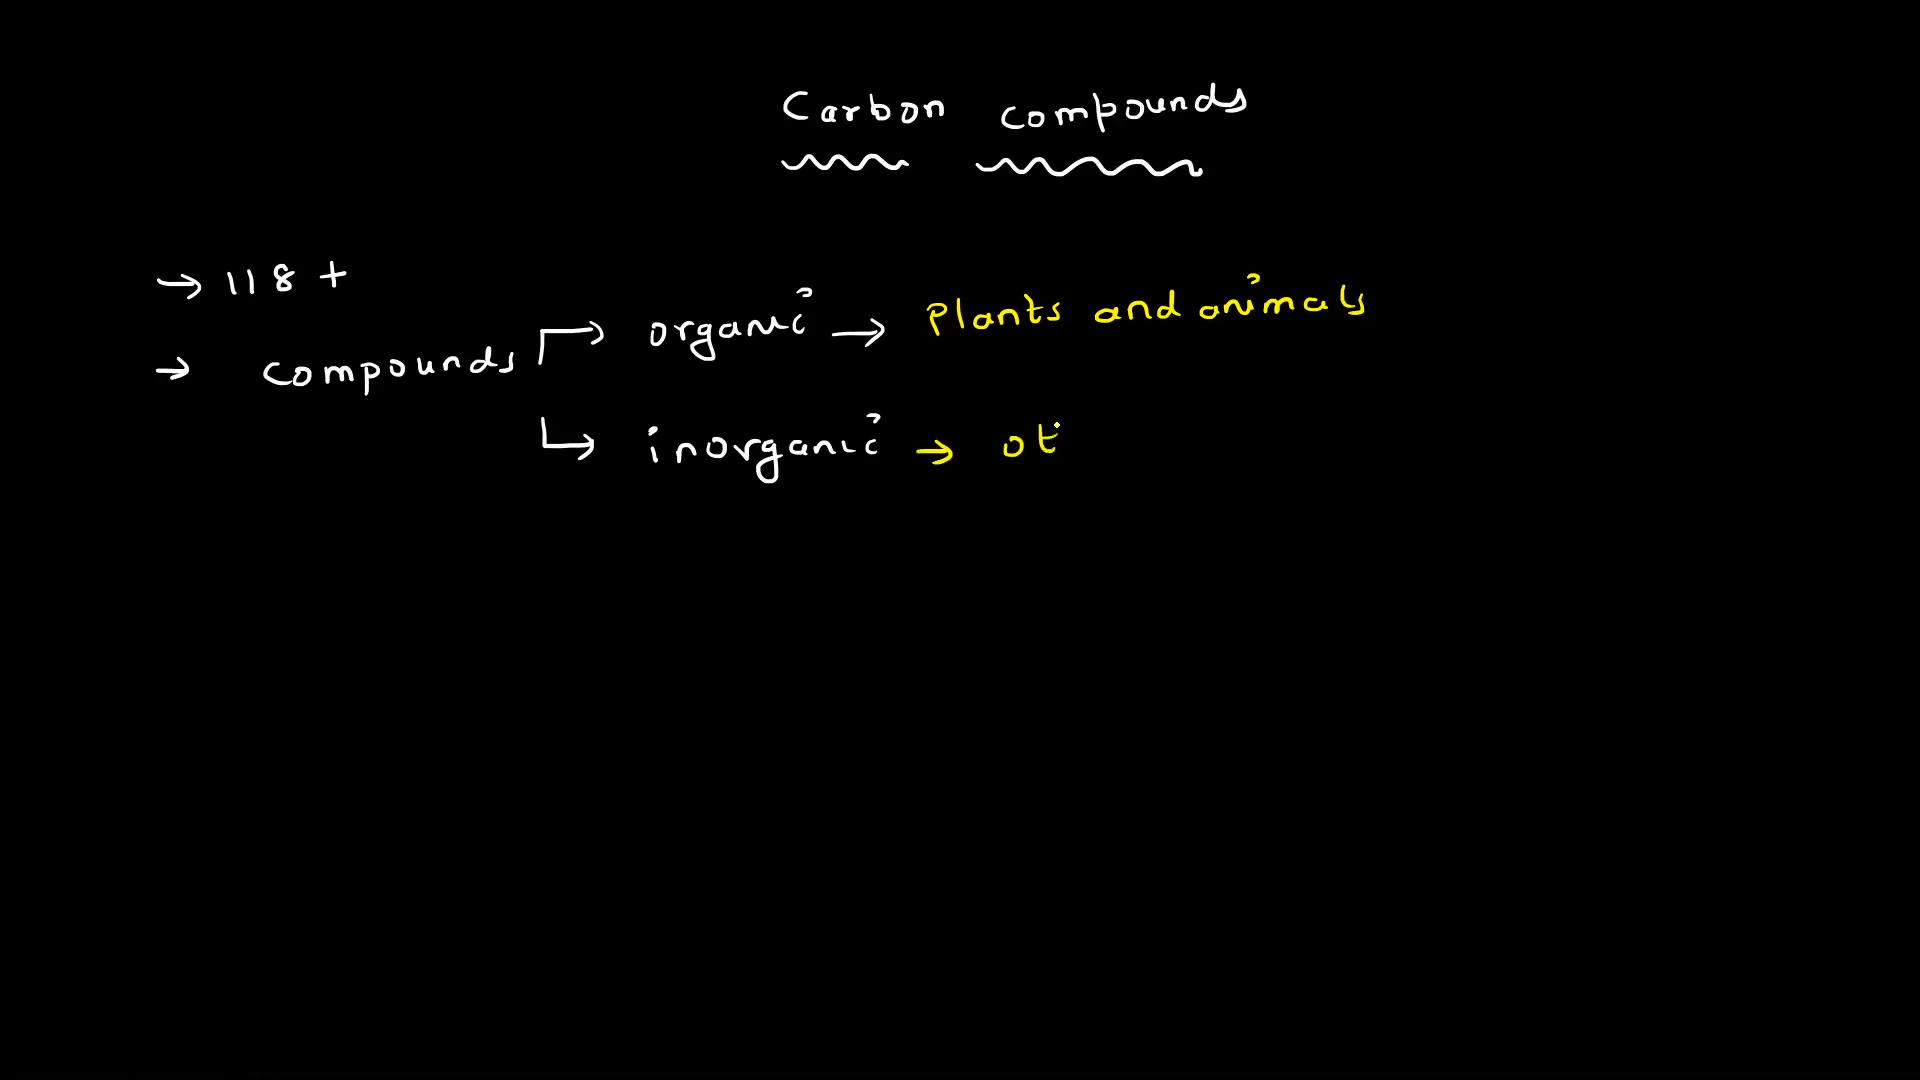 Carbon compounds
→ 118 +
→ compounds
→ organic → Plants and animals
→ inorganic → ot